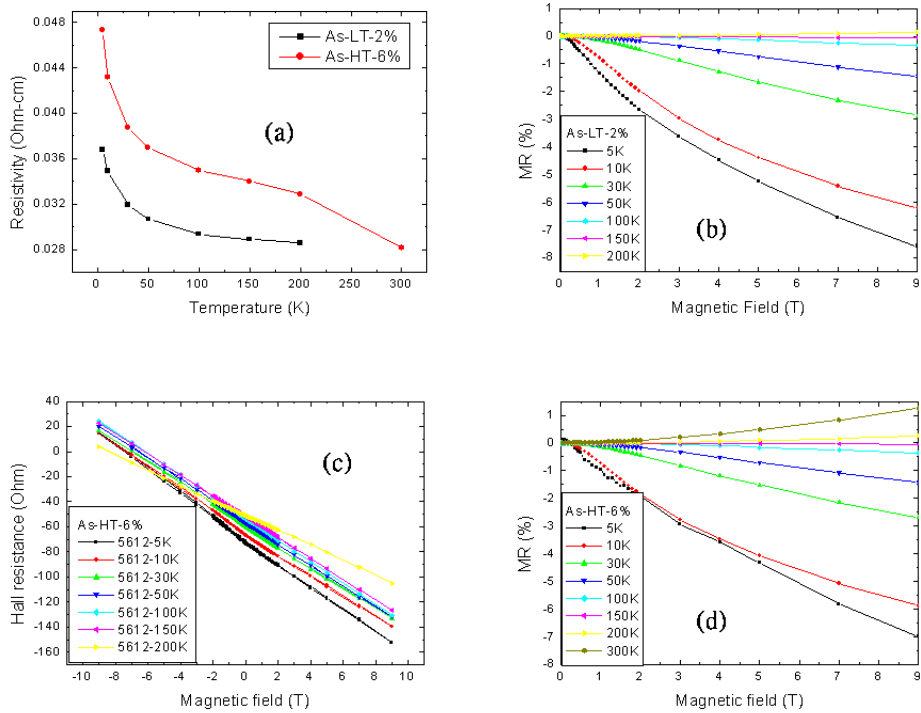 0.048
0.044
0.040
0.036
0.032
0.028
Resistivity (Ohm-cm)
As-LT-2%
As-HT-6%
(a)
0 50 100 150 200 250 300
Temperature (K)
1
0
-1
-2
-3
-4
-5
-6
-7
-8
MR (%)
As-LT-2%
5K
10K
30K
50K
100K
150K
200K
(b)
0 1 2 3 4 5 6 7 8 9
Magnetic Field (T)
40
20
0
-20
-40
-60
-80
-100
-120
-140
-160
Hall resistance (Ohm)
(c)
As-HT-6%
5612-5K
5612-10K
5612-30K
5612-50K
5612-100K
5612-150K
5612-200K
-8 -6 -4 -2 0 2 4 6 8 10
Magnetic field (T)
1
0
-1
-2
-3
-4
-5
-6
-7
-8
MR (%)
As-HT-6%
5K
10K
30K
50K
100K
150K
200K
300K
(d)
0 1 2 3 4 5 6 7 8 9
Magnetic field (T)